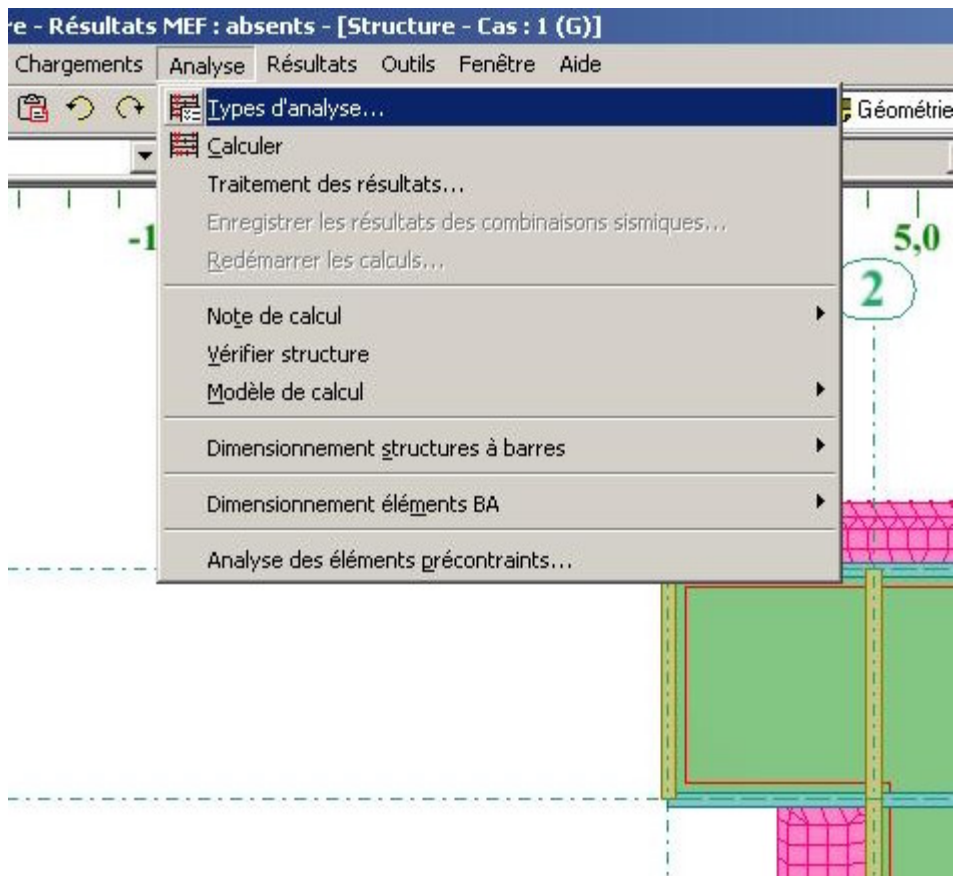 re - Résultats MEF : absents - [Structure - Cas : 1 (G)]
Chargements Analyse Résultats Outils Fenêtre Aide
Types d'analyse...
Géométrie
Calculer
Traitement des résultats...
Enregistrer les résultats des combinaisons sismiques...
-1
5,0
Redémarrer les calculs...
2
Note de calcul
Vérifier structure
Modèle de calcul
Dimensionnement structures à barres
Dimensionnement éléments BA
Analyse des éléments précontraints...